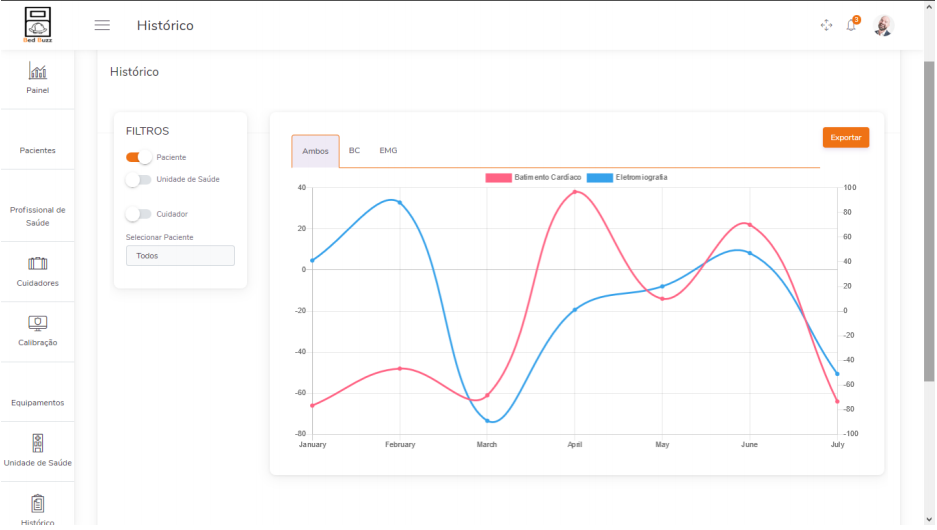 Bed Buzz
Histórico
3
Painel
Pacientes
Profissional de
Saúde
Cuidadores
Calibração
Equipamentos
Unidade de Saúde
Histórico
Histórico
FILTROS
Paciente
Unidade de Saúde
Cuidador
Selecionar Paciente
Todos
Exportar
Ambos BC EMG
Batimento Cardíaco Eletromiografia
40
20
0
-20
-40
-60
-80
100
80
60
40
20
0
-20
-40
-60
-80
-100
January February March April May June July